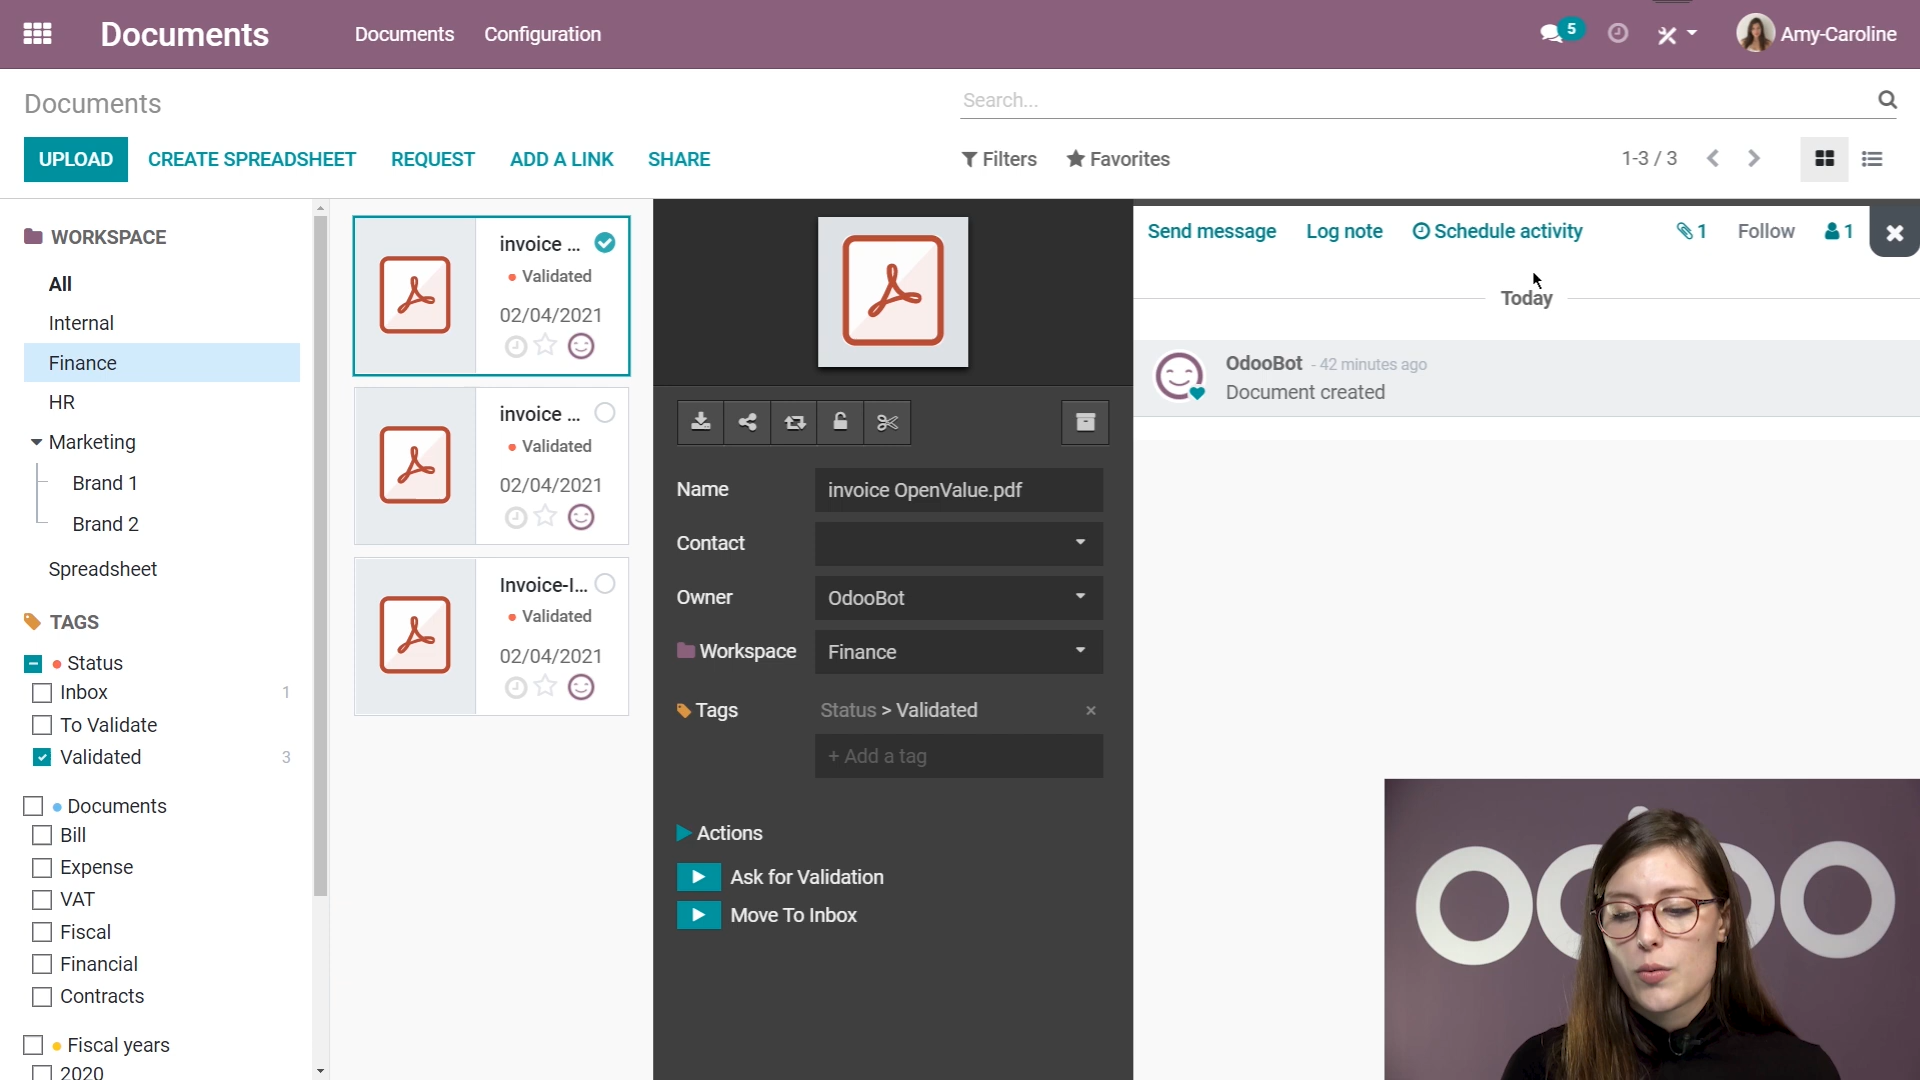 Documents
Documents Configuration
5
Amy-Caroline
Documents
Search...
UPLOAD CREATE SPREADSHEET REQUEST ADD A LINK SHARE
Filters Favorites
1-3 / 3
WORKSPACE
All
Internal
Finance
HR
Marketing
Brand 1
Brand 2
Spreadsheet
TAGS
Status
Inbox 1
To Validate
Validated 3
Documents
Bill
Expense
VAT
Fiscal
Financial
Contracts
Fiscal years
2020
invoice ...
Validated
02/04/2021
invoice ...
Validated
02/04/2021
Invoice-I...
Validated
02/04/2021
Name invoice OpenValue.pdf
Contact
Owner OdooBot
Workspace Finance
Tags Status > Validated ×
+ Add a tag
Actions
Ask for Validation
Move To Inbox
Send message Log note Schedule activity 1 Follow 1
Today
OdooBot - 42 minutes ago
Document created
odoo